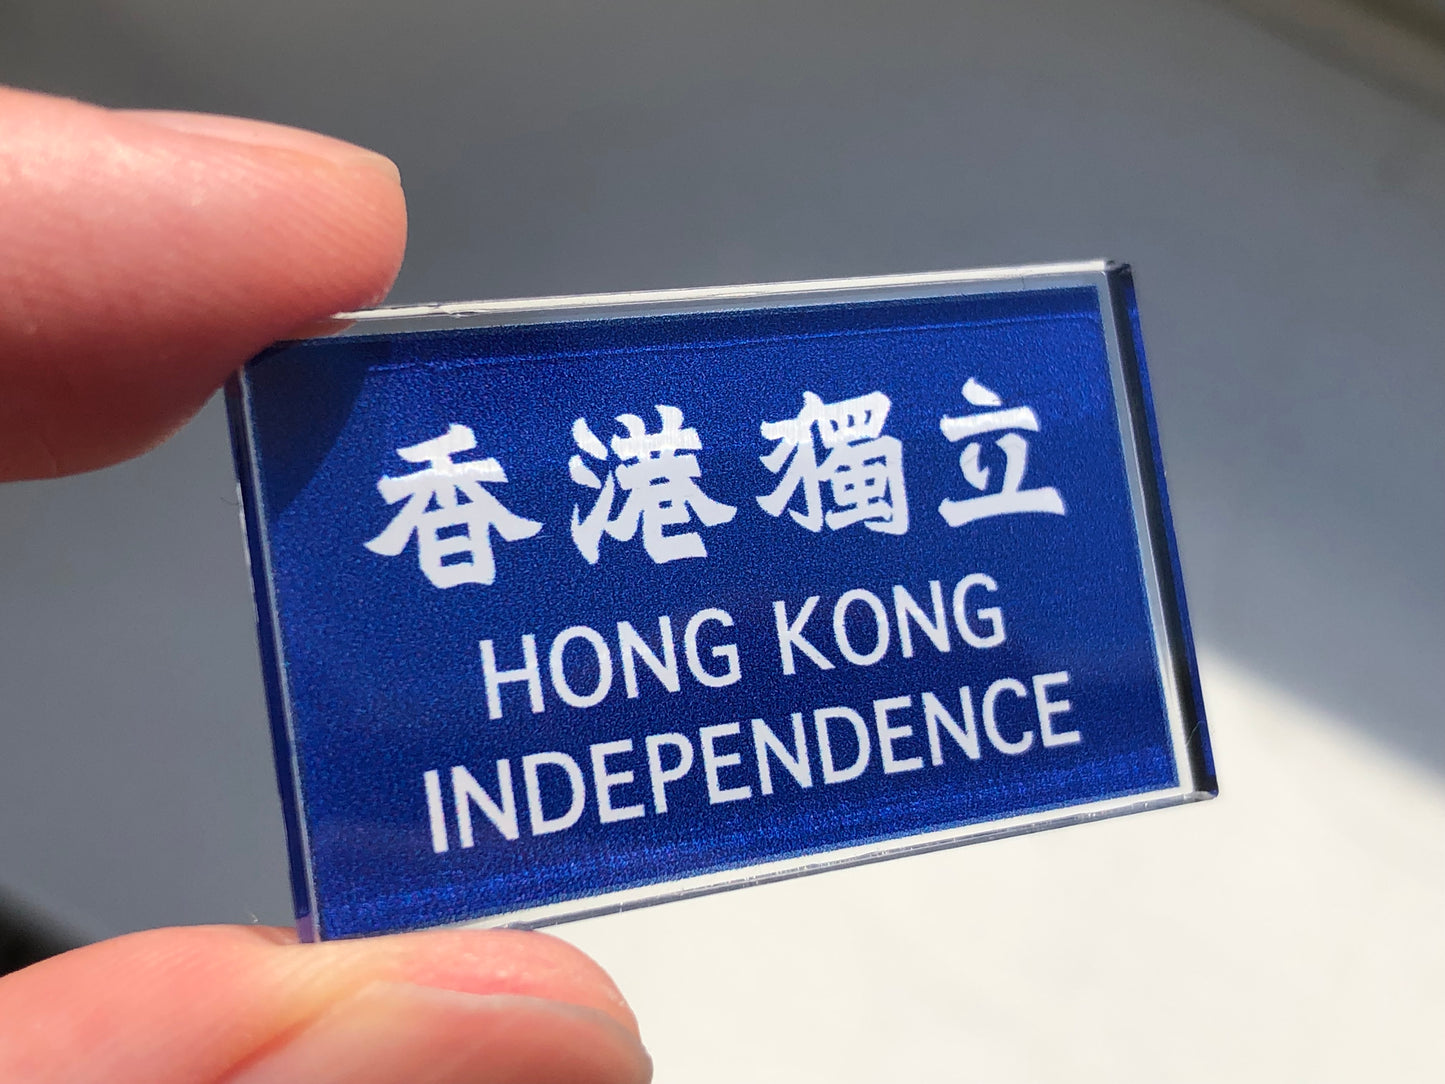 香港獨立
HONG KONG
INDEPENDENCE